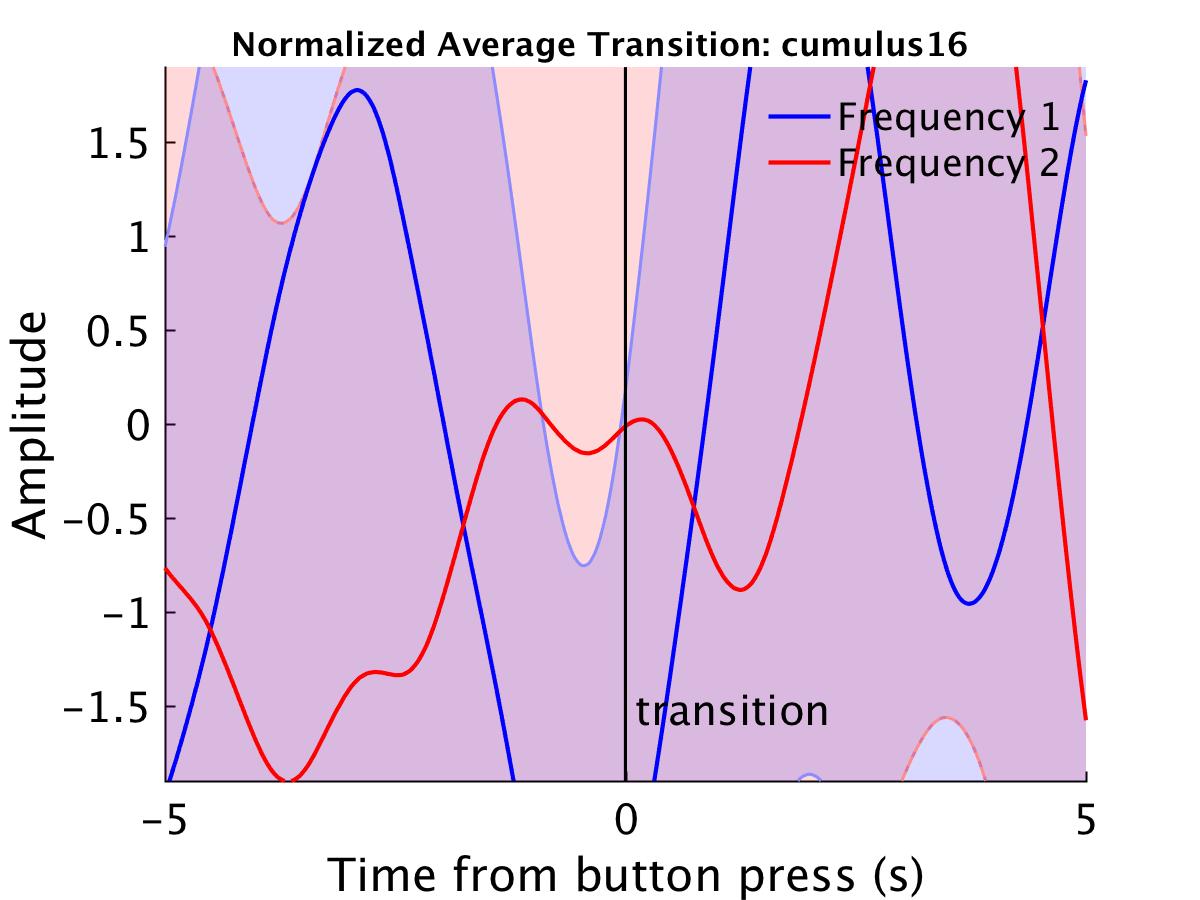 Normalized Average Transition: cumulus16
Frequency 1
Frequency 2
1.5
1
0.5
0
−0.5
−1
−1.5
Amplitude
transition
−5
0
5
Time from button press (s)